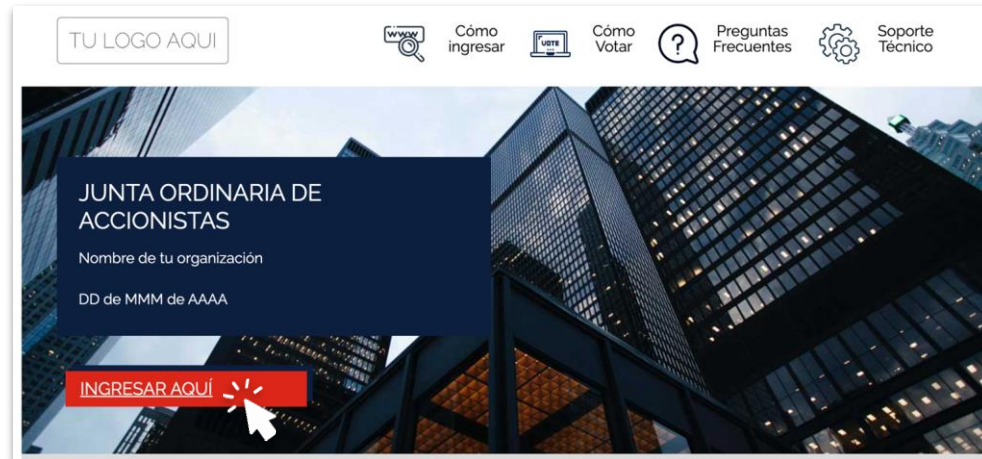 TU LOGO AQUI
WWW
Cómo
ingresar
VOTE
Cómo
Votar
?
Preguntas
Frecuentes
Soporte
Técnico
JUNTA ORDINARIA DE
ACCIONISTAS
Nombre de tu organización
DD de MMM de AAAA
INGRESAR AQUÍ